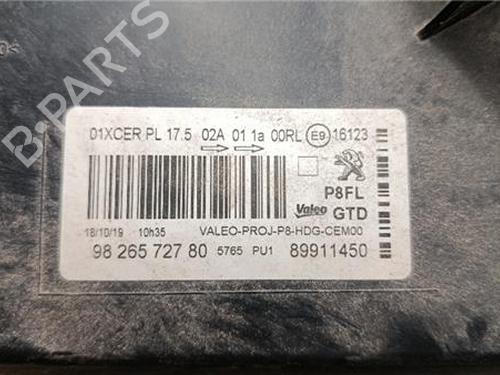 B-PARTS
01XCER PL 17.5 02A 01 1a 00RL E9 16123
P8FL
Valeo GTD
18/10/19 10h35 VALEO-PROJ-P8-HDG-CEM00
98 265 727 80 5765 PU1 89911450